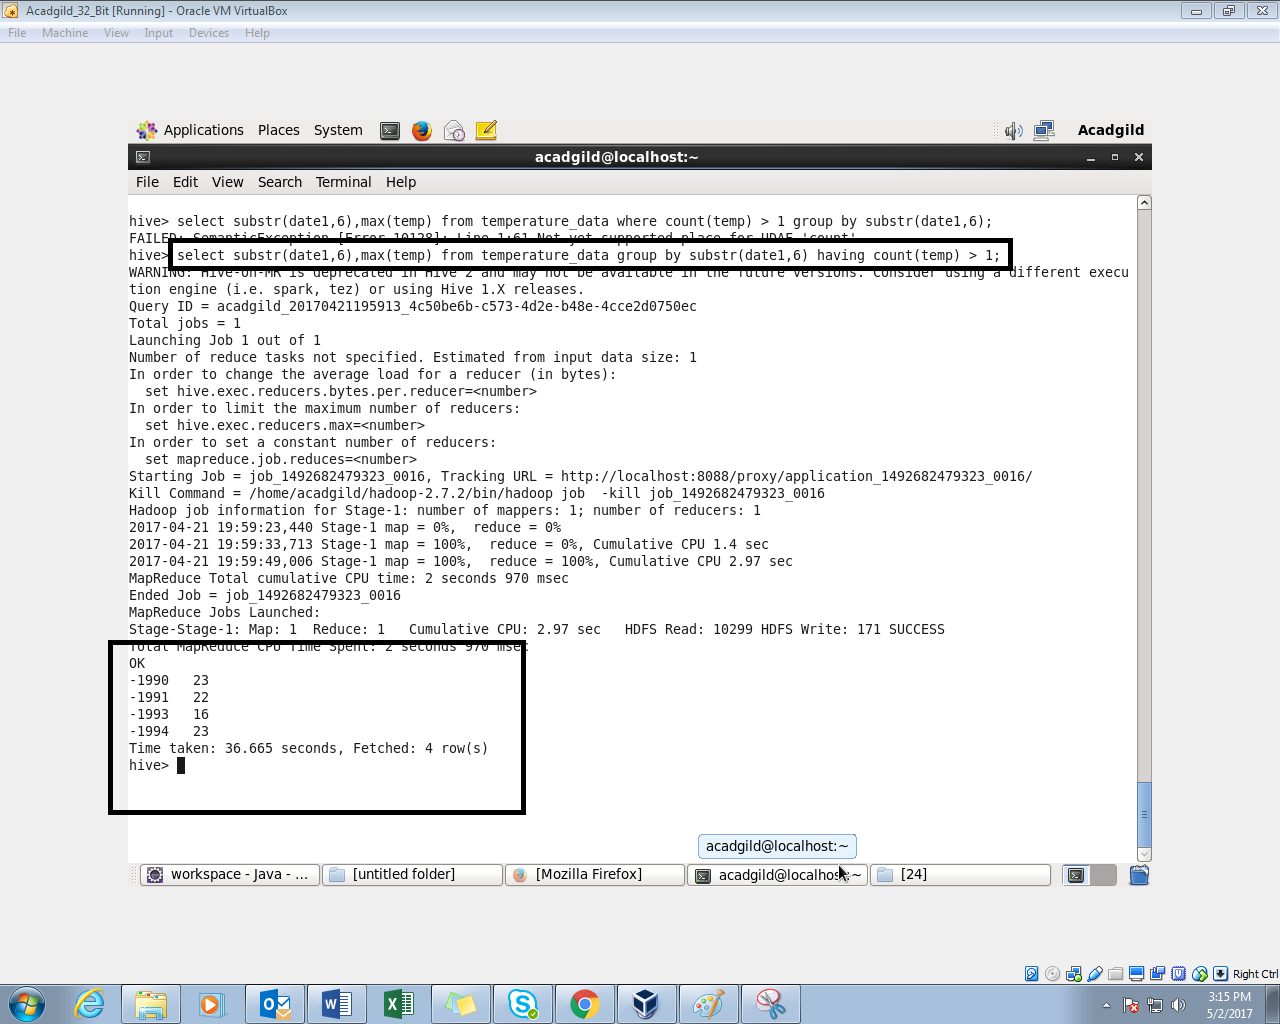 Acadgild_32_Bit [Running] - Oracle VM VirtualBox
File Machine View Input Devices Help
Applications Places System Acadgild
acadgild@localhost:~
File Edit View Search Terminal Help
hive> select substr(date1,6),max(temp) from temperature_data where count(temp) > 1 group by substr(date1,6);
FAILED: SemanticException [Error 10128]: Line 1:61 Not yet supported place for UDAF 'count'
hive> select substr(date1,6),max(temp) from temperature_data group by substr(date1,6) having count(temp) > 1;
WARNING: Hive-on-MR is deprecated in Hive 2 and may not be available in the future versions. Consider using a different execu
tion engine (i.e. spark, tez) or using Hive 1.X releases.
Query ID = acadgild_20170421195913_4c50be6b-c573-4d2e-b48e-4cce2d0750ec
Total jobs = 1
Launching Job 1 out of 1
Number of reduce tasks not specified. Estimated from input data size: 1
In order to change the average load for a reducer (in bytes):
  set hive.exec.reducers.bytes.per.reducer=<number>
In order to limit the maximum number of reducers:
  set hive.exec.reducers.max=<number>
In order to set a constant number of reducers:
  set mapreduce.job.reduces=<number>
Starting Job = job_1492682479323_0016, Tracking URL = http://localhost:8088/proxy/application_1492682479323_0016/
Kill Command = /home/acadgild/hadoop-2.7.2/bin/hadoop job  -kill job_1492682479323_0016
Hadoop job information for Stage-1: number of mappers: 1; number of reducers: 1
2017-04-21 19:59:23,440 Stage-1 map = 0%,  reduce = 0%
2017-04-21 19:59:33,713 Stage-1 map = 100%,  reduce = 0%, Cumulative CPU 1.4 sec
2017-04-21 19:59:49,006 Stage-1 map = 100%,  reduce = 100%, Cumulative CPU 2.97 sec
MapReduce Total cumulative CPU time: 2 seconds 970 msec
Ended Job = job_1492682479323_0016
MapReduce Jobs Launched:
Stage-Stage-1: Map: 1  Reduce: 1   Cumulative CPU: 2.97 sec   HDFS Read: 10299 HDFS Write: 171 SUCCESS
Total MapReduce CPU Time Spent: 2 seconds 970 msec
OK
-1990   23
-1991   22
-1993   16
-1994   23
Time taken: 36.665 seconds, Fetched: 4 row(s)
hive>
acadgild@localhost:~
workspace - Java - ... [untitled folder] [Mozilla Firefox] acadgild@localhost:~ [24]
Right Ctrl
3:15 PM
5/2/2017